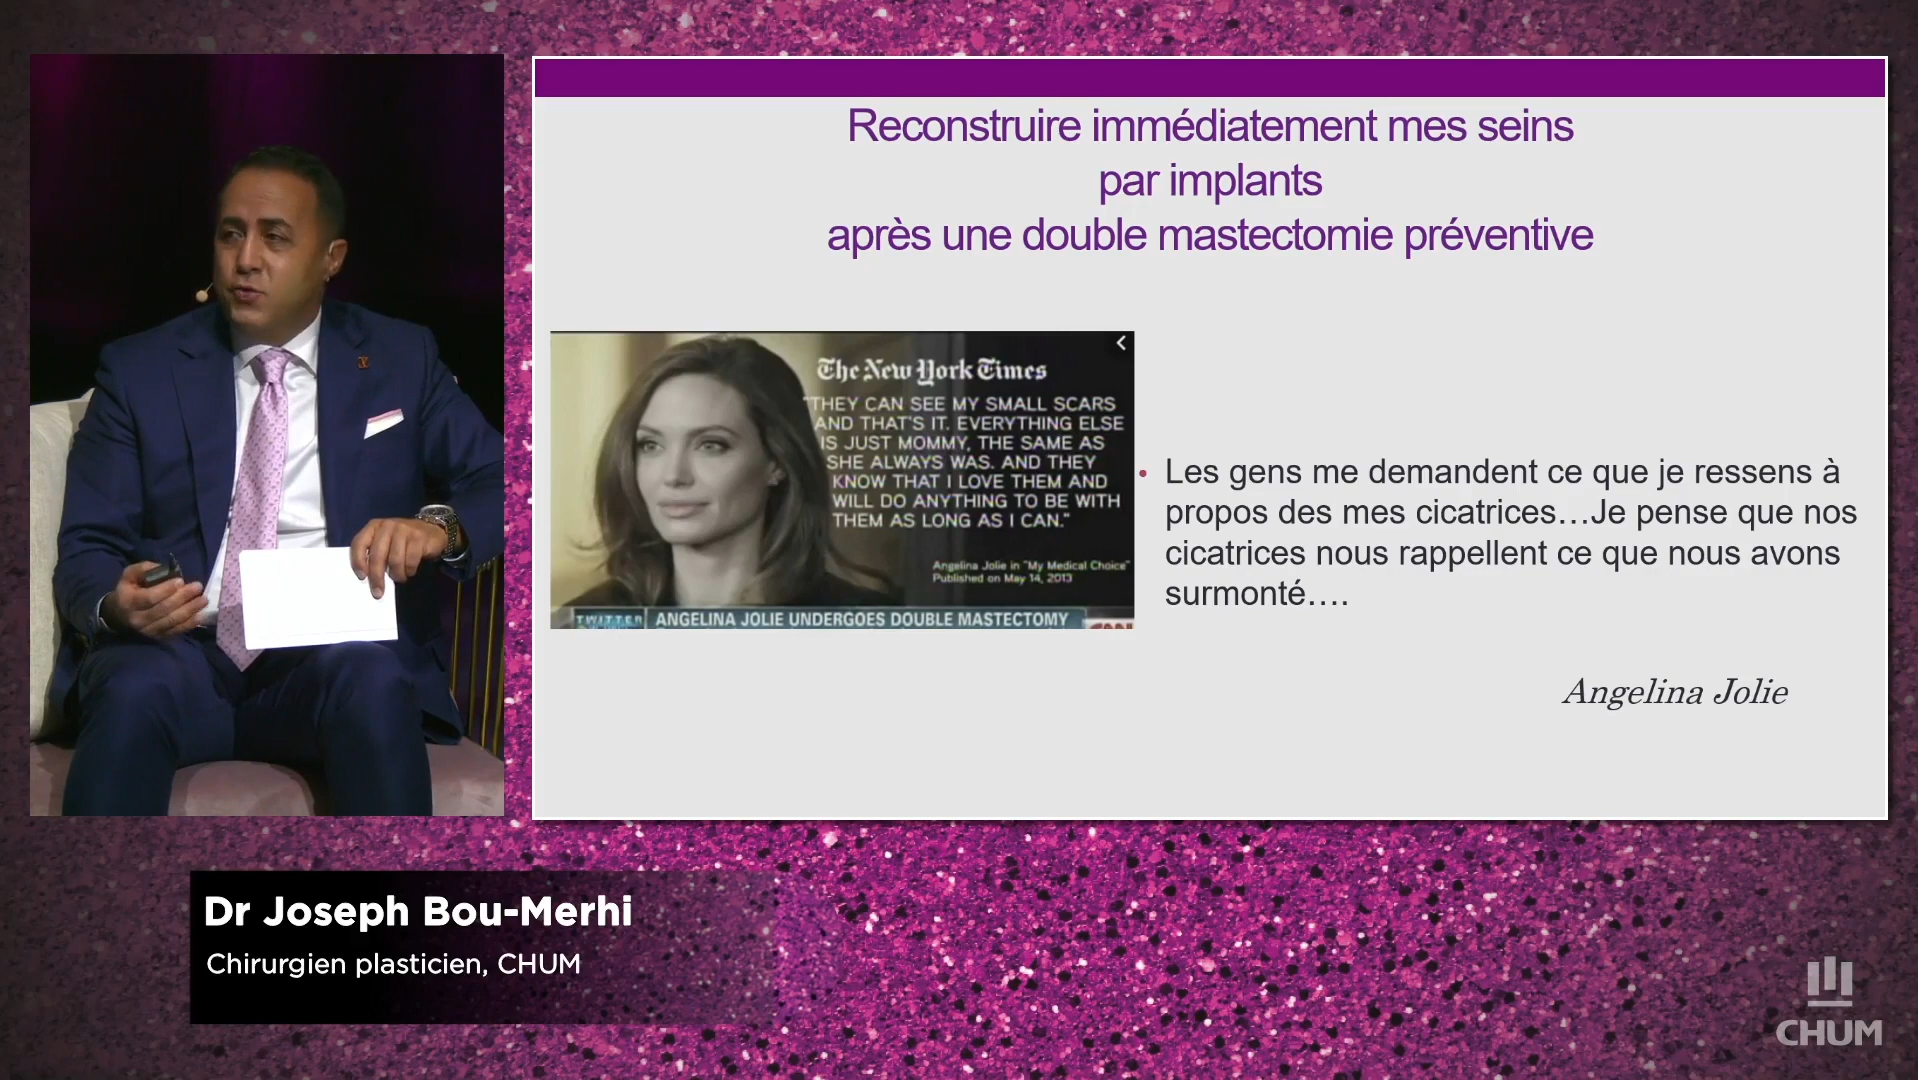 Reconstruire immédiatement mes seins
par implants
après une double mastectomie préventive
The New York Times
"THEY CAN SEE MY SMALL SCARS
AND THAT'S IT. EVERYTHING ELSE
IS JUST MOMMY, THE SAME AS
SHE ALWAYS WAS. AND THEY
KNOW THAT I LOVE THEM AND
WILL DO ANYTHING TO BE WITH
THEM AS LONG AS I CAN."
Angelina Jolie in "My Medical Choice"
Published on May 14, 2013
TWITTER
ANGELINA JOLIE UNDERGOES DOUBLE MASTECTOMY
CNN
• Les gens me demandent ce que je ressens à
propos des mes cicatrices…Je pense que nos
cicatrices nous rappellent ce que nous avons
surmonté….
Angelina Jolie
Dr Joseph Bou-Merhi
Chirurgien plasticien, CHUM
CHUM